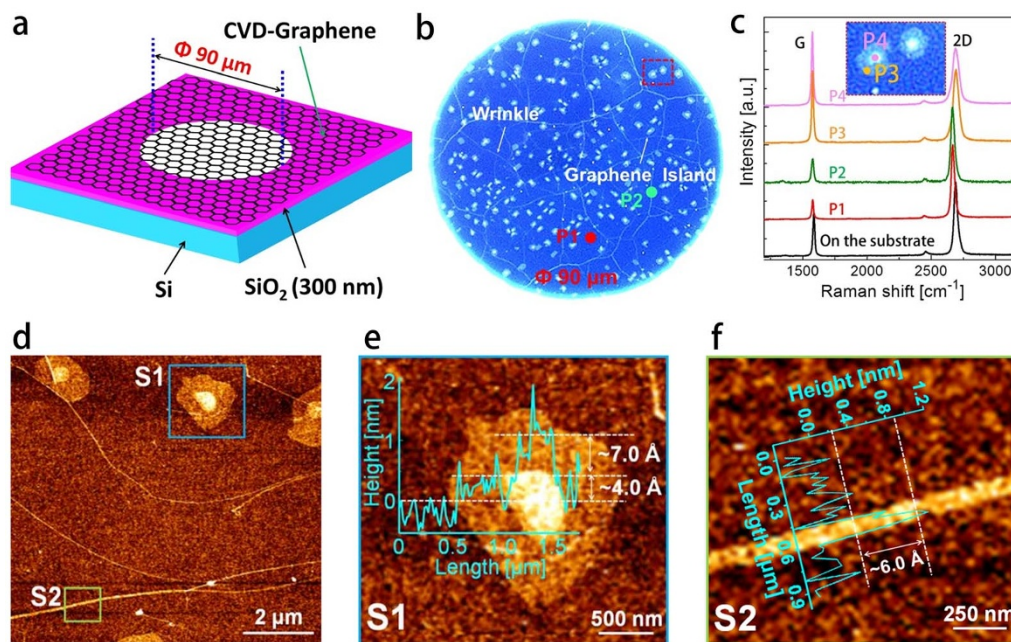 a
CVD-Graphene
Φ 90 μm
Si
SiO₂ (300 nm)
b
Wrinkle
Graphene Island
P2
P1
Φ 90 μm
c
G
2D
P4
P3
P4
P3
P2
P1
On the substrate
Intensity [a.u.]
1500 2000 2500 3000
Raman shift [cm⁻¹]
d
S1
S2
2 μm
e
Height [nm]
2
1
0
~7.0 Å
~4.0 Å
0 0.5 1.0 1.5
Length [μm]
S1
500 nm
f
Height [nm]
0.0 0.4 0.8 1.2
0.0 0.3 0.6 0.9
Length [μm]
~6.0 Å
S2
250 nm